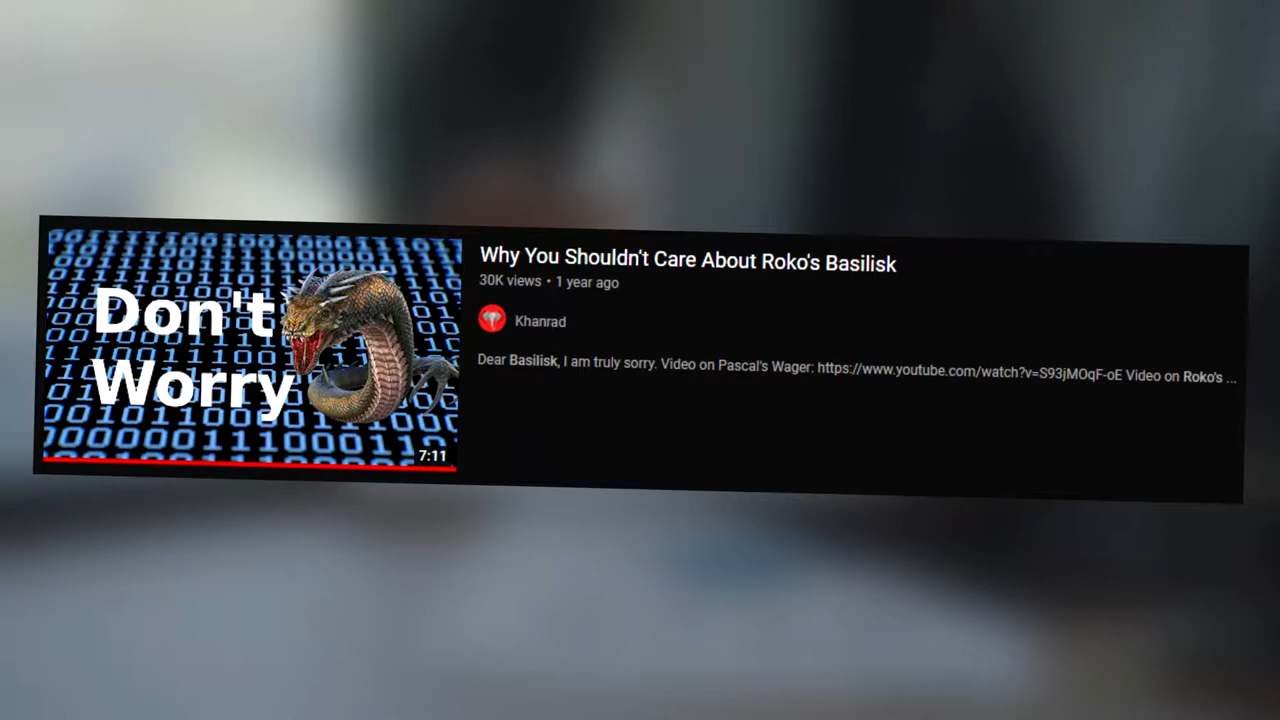 Don't
Worry
7:11
Why You Shouldn't Care About Roko's Basilisk
30K views • 1 year ago
Khanrad
Dear Basilisk, I am truly sorry. Video on Pascal's Wager: https://www.youtube.com/watch?v=S93jMOqF-oE Video on Roko's ...